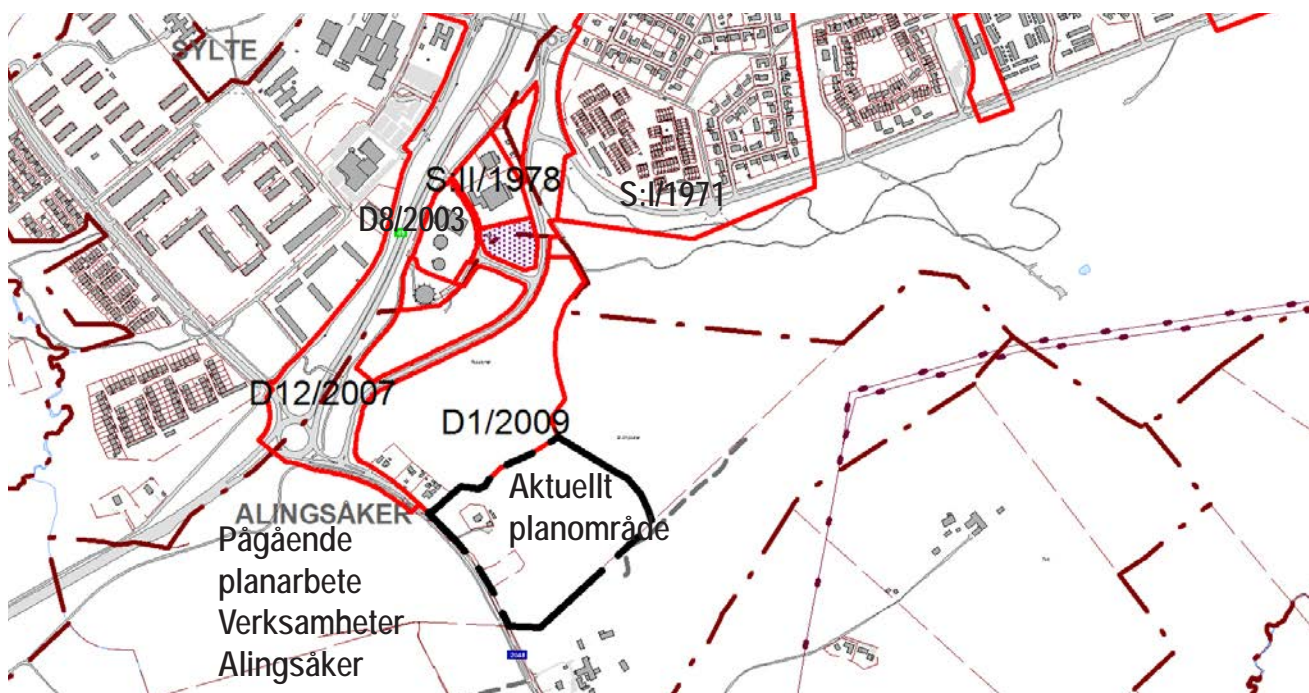 SYLTE
S:II/1978
S:I/1971
D8/2003
D12/2007
D1/2009
Aktuellt
planområde
ALINGSÅKER
Pågående
planarbete
Verksamheter
Alingsåker